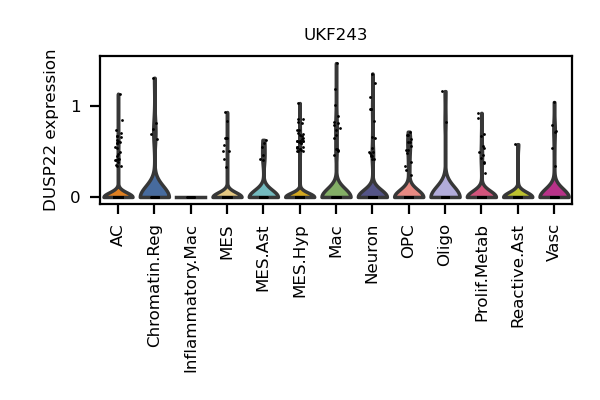 UKF243
DUSP22 expression
1
0
AC
Chromatin.Reg
Inflammatory.Mac
MES
MES.Ast
MES.Hyp
Mac
Neuron
OPC
Oligo
Prolif.Metab
Reactive.Ast
Vasc